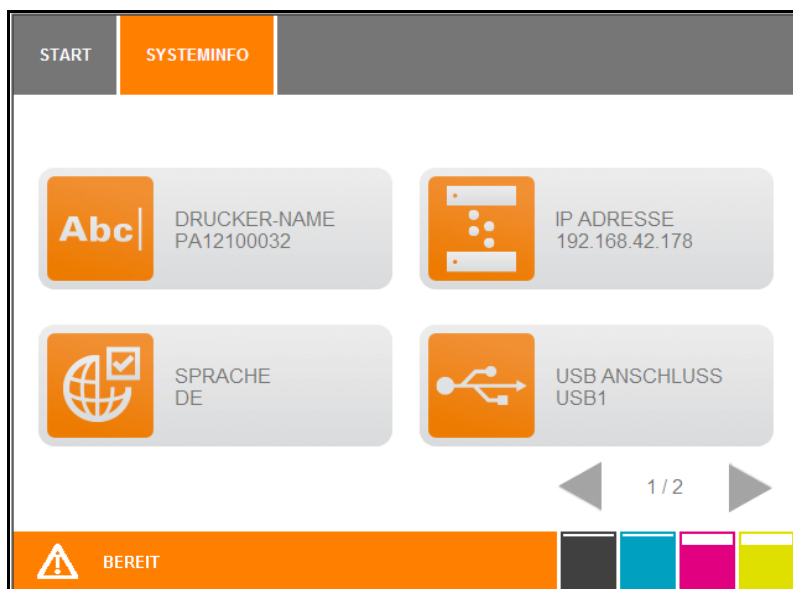 START
SYSTEMINFO
Abc
DRUCKER-NAME
PA12100032
IP ADRESSE
192.168.42.178
SPRACHE
DE
USB ANSCHLUSS
USB1
1 / 2
BEREIT